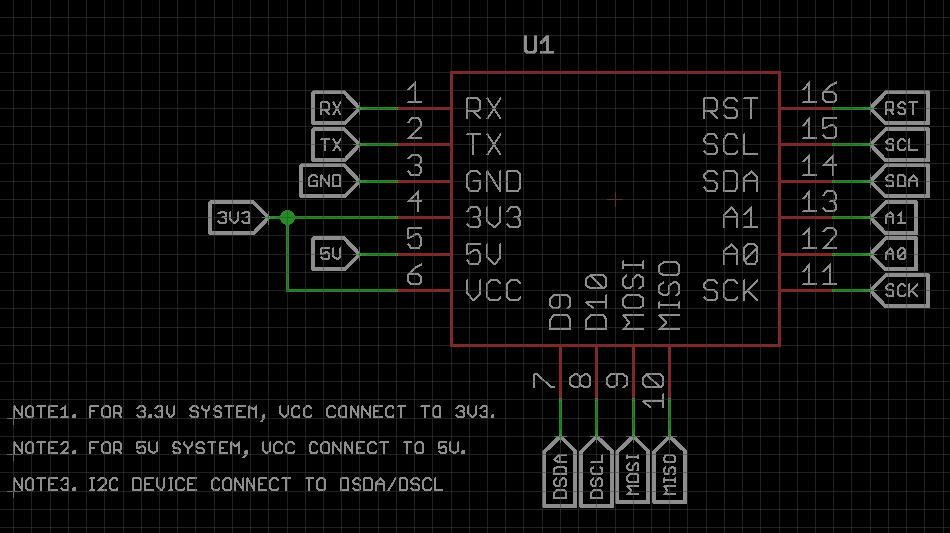 U1
RX 1 RX
TX 2 TX
GND 3 GND
3V3 4 3V3
5V 5 5V
6 VCC
RST 16 RST
SCL 15 SCL
SDA 14 SDA
A1 13 A1
A0 12 A0
SCK 11 SCK
D9 7 DSDA
D10 8 DSCL
MOSI 9 MOSI
MISO 10 MISO
_NOTE1. FOR 3.3V SYSTEM, VCC CONNECT TO 3V3.
_NOTE2. FOR 5V SYSTEM, VCC CONNECT TO 5V.
_NOTE3. I2C DEVICE CONNECT TO DSDA/DSCL